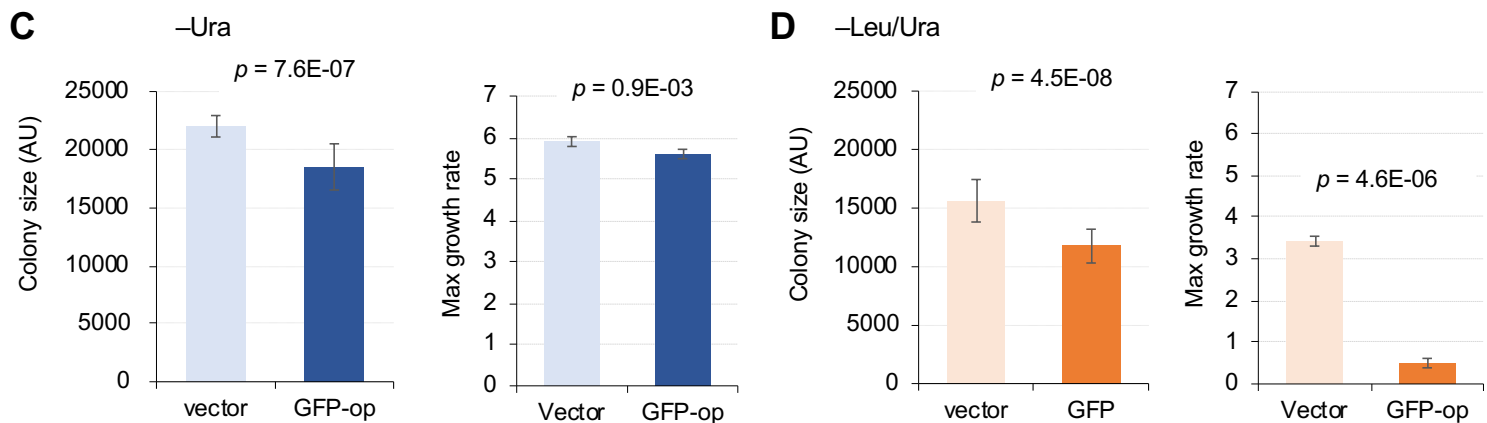 C
–Ura
p = 7.6E-07
Colony size (AU)
25000
20000
15000
10000
5000
0
vector
GFP-op
p = 0.9E-03
Max growth rate
7
6
5
4
3
2
1
0
Vector
GFP-op
D
–Leu/Ura
p = 4.5E-08
Colony size (AU)
25000
20000
15000
10000
5000
0
vector
GFP
p = 4.6E-06
Max growth rate
7
6
5
4
3
2
1
0
Vector
GFP-op